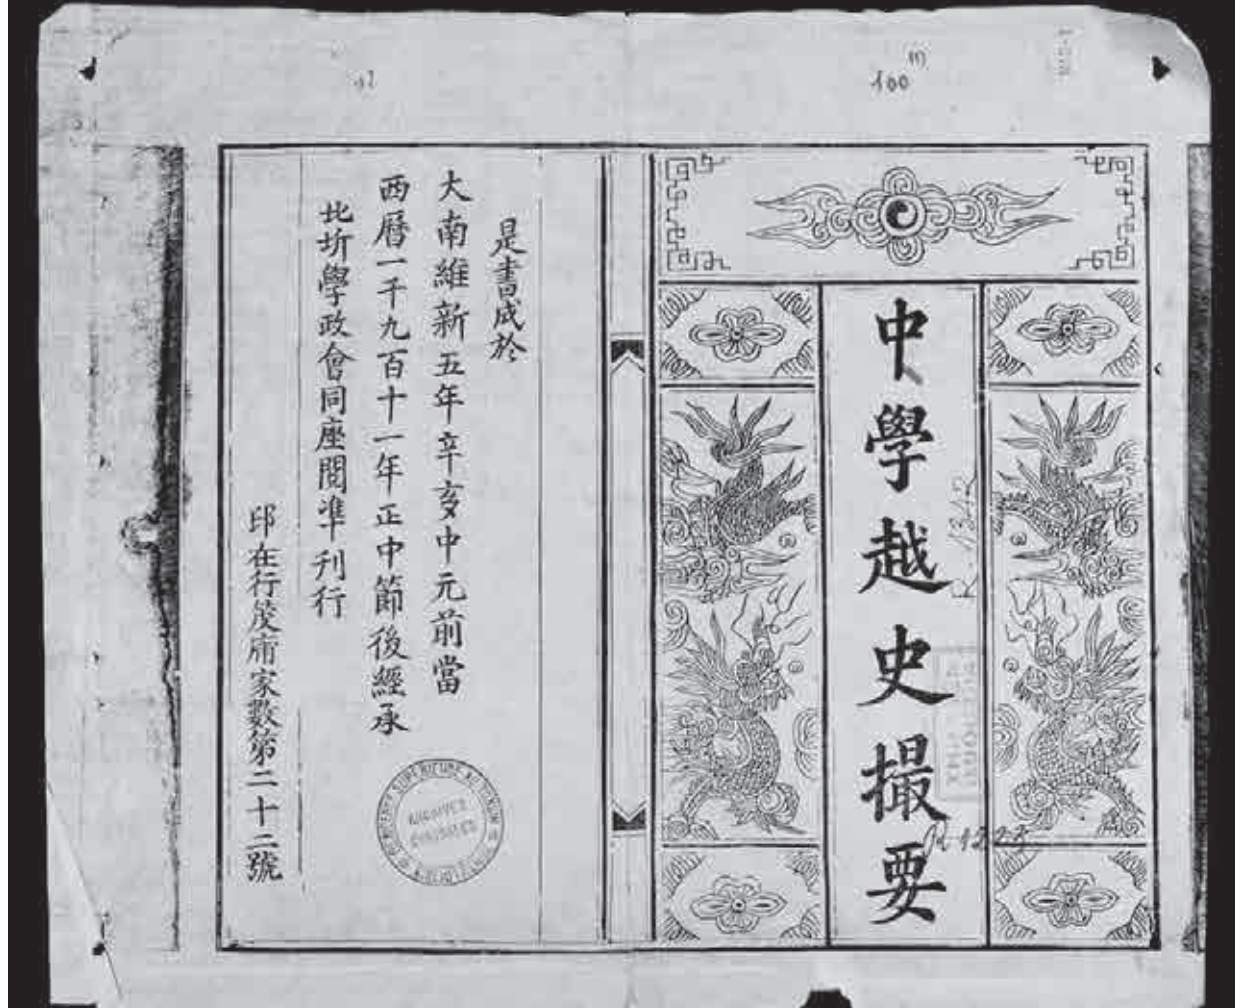 中學越史撮要
是書成於
大南維新五年辛亥中元前當
西曆一千九百十一年正中節後經承
北圻學政會同座閱準刊行
印在行茂庯家數第二十二號
100